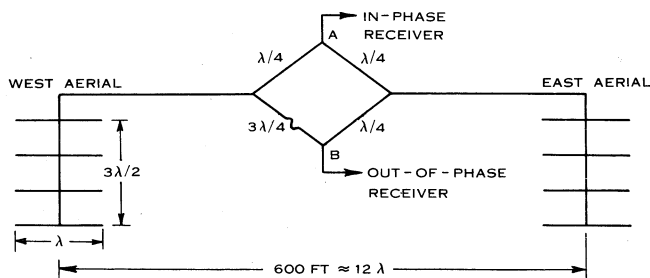 IN-PHASE
RECEIVER
A
λ/4
λ/4
WEST AERIAL
EAST AERIAL
3λ/4
λ/4
B
3λ/2
OUT-OF-PHASE
RECEIVER
λ
600 FT ≈ 12 λ